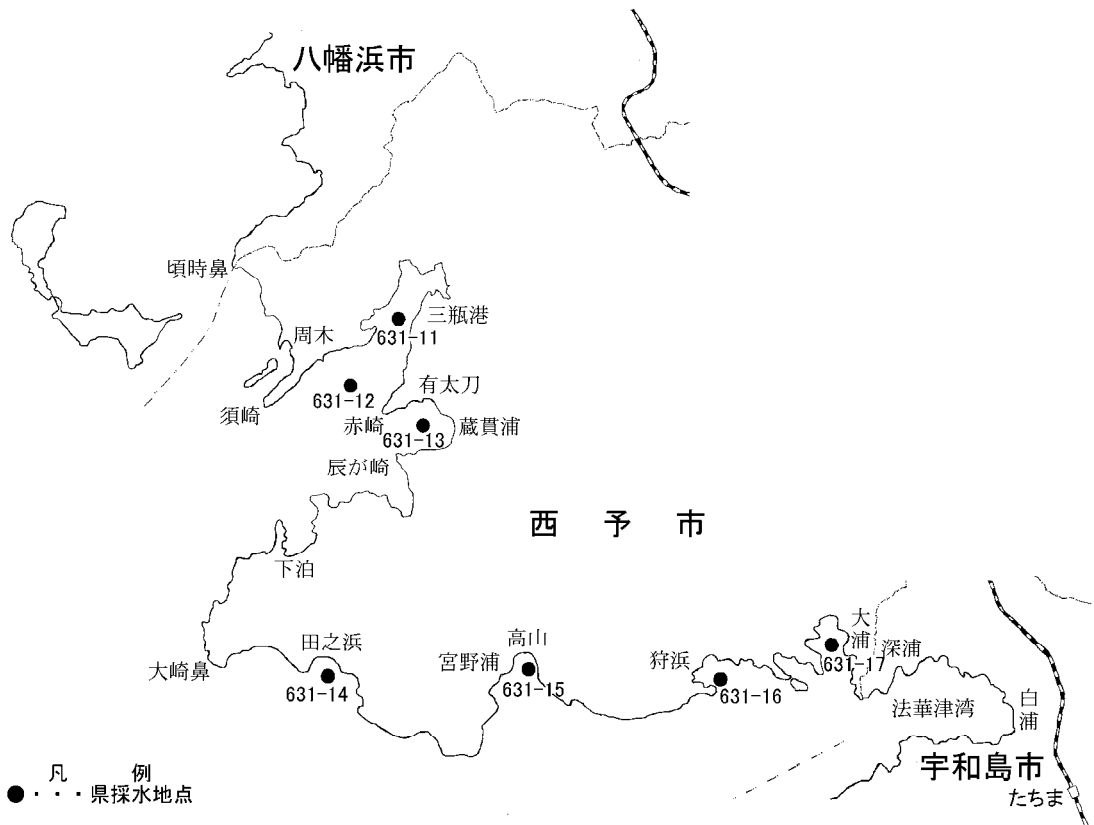 八幡浜市
頃時鼻
三瓶港
周木
631-11
有太刀
631-12
須崎
赤崎
蔵貫浦
631-13
辰が崎
西予市
下泊
大浦
田之浜
高山
深浦
大崎鼻
宮野浦
狩浜
631-17
631-14
631-15
631-16
法華津湾
白浦
宇和島市
凡例
●・・・県採水地点
たちま